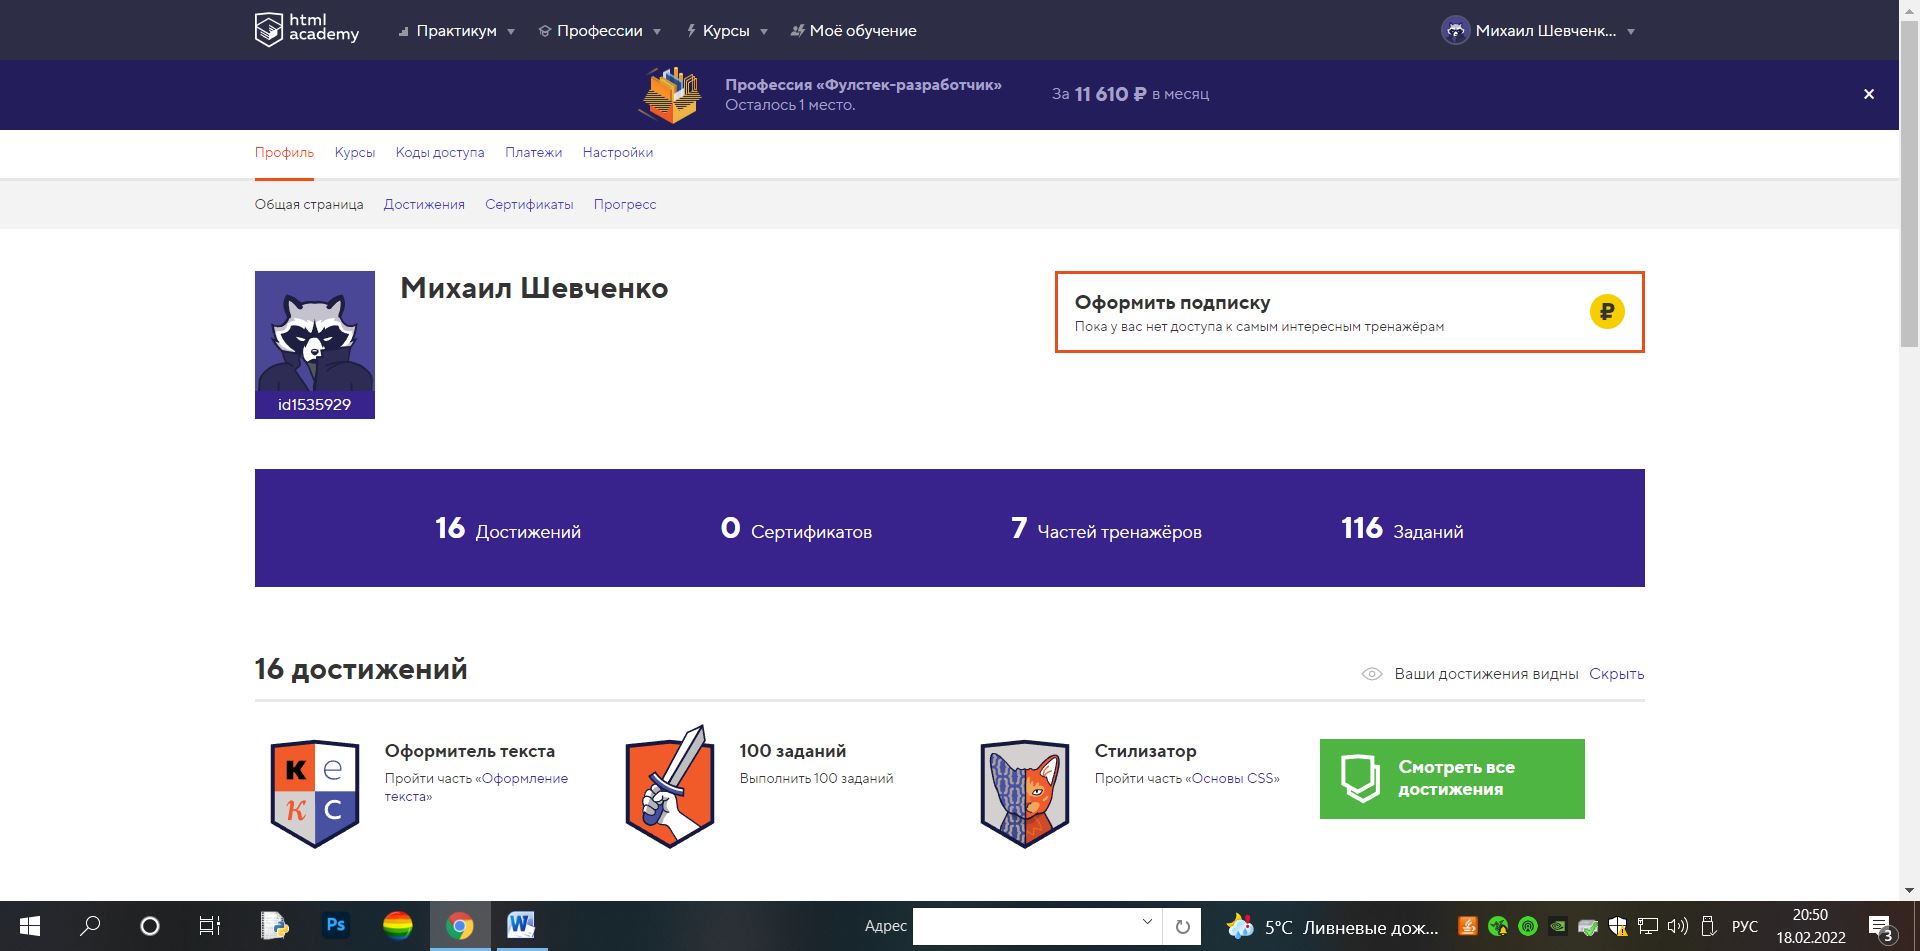 html
academy
Практикум
Профессии
Курсы
Моё обучение
Михаил Шевченк...
Профессия «Фулстек-разработчик»
Осталось 1 место.
За 11 610 ₽ в месяц
Профиль
Курсы
Коды доступа
Платежи
Настройки
Общая страница
Достижения
Сертификаты
Прогресс
id1535929
Михаил Шевченко
Оформить подписку
Пока у вас нет доступа к самым интересным тренажёрам
₽
16 Достижений
0 Сертификатов
7 Частей тренажёров
116 Заданий
16 достижений
Ваши достижения видны Скрыть
к е
к с
Оформитель текста
Пройти часть «Оформление
текста»
100 заданий
Выполнить 100 заданий
Стилизатор
Пройти часть «Основы CSS»
Смотреть все
достижения
Ps
W
Адрес
5°C Ливневые дож...
РУС
20:50
18.02.2022
3